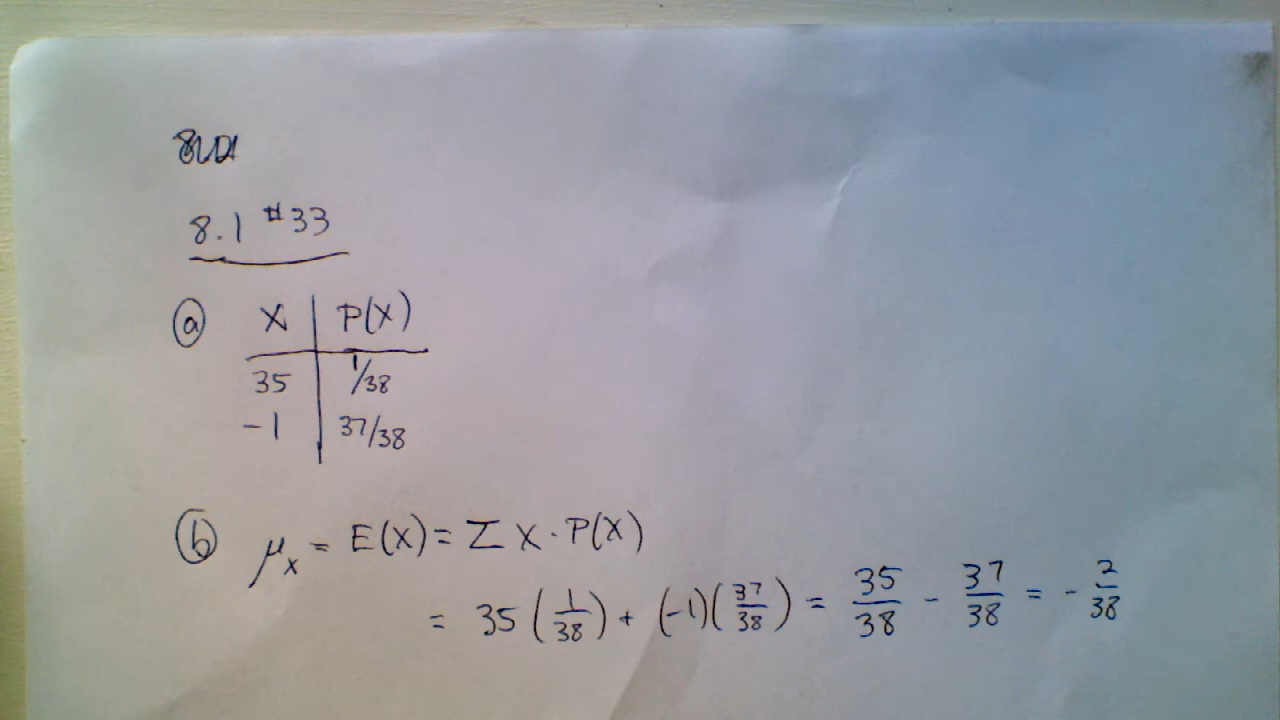 8.1 #33
ⓐ X | P(X)
35 | 1/38
-1 | 37/38
ⓑ μₓ = E(X) = Σ X · P(X)
= 35 (1/38) + (-1)(37/38) = 35/38 - 37/38 = - 2/38